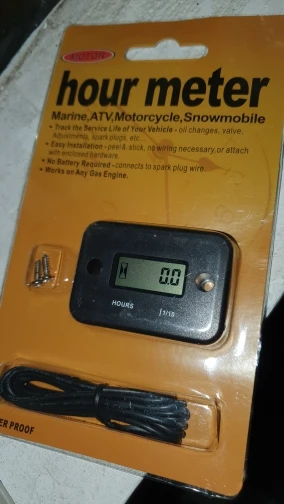 hour meter
Marine,ATV,Motorcycle,Snowmobile
• Track the Service Life of Your Vehicle - oil changes, valve
Adjustments, spark plugs, etc..
• Easy Installation - peel & stick, no wiring necessary,or attach
with enclosed hardware.
• No Battery Required - connects to spark plug wire.
• Works on Any Gas Engine.
0.0
HOURS
1/10
ER PROOF